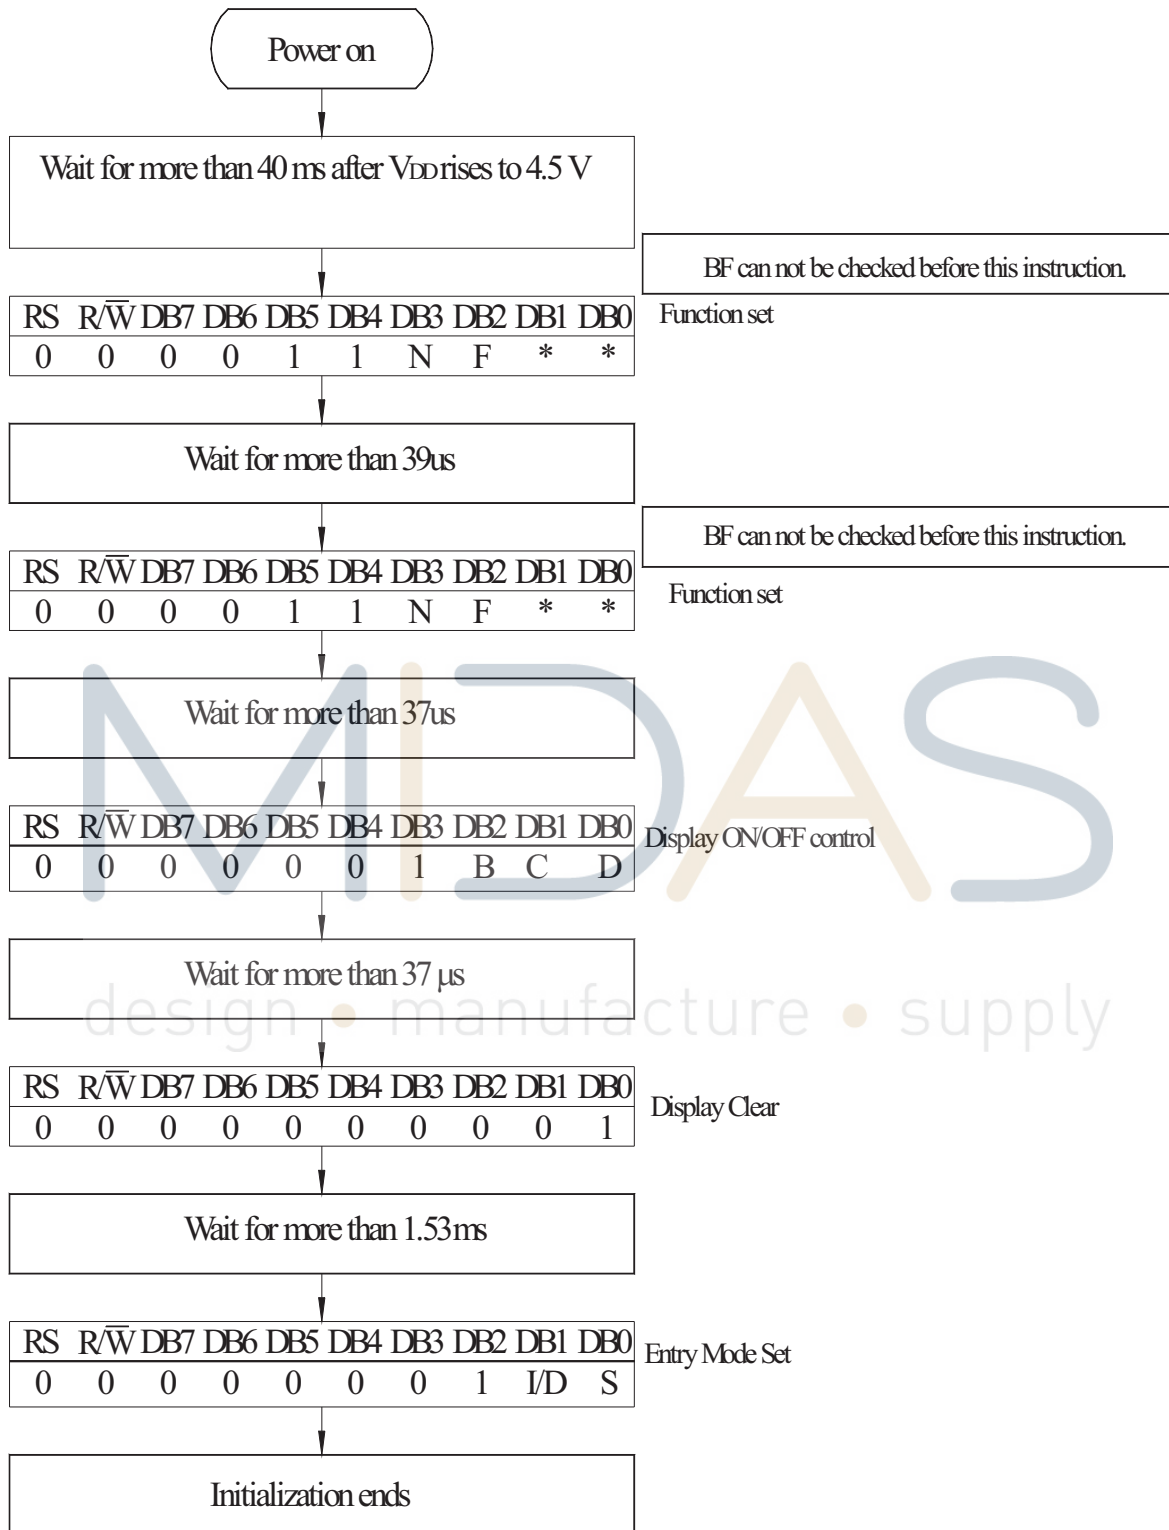 Power on
Wait for more than 40 ms after VDD rises to 4.5 V
BF can not be checked before this instruction.
RS R/W̅ DB7 DB6 DB5 DB4 DB3 DB2 DB1 DB0
Function set
0 0 0 0 1 1 N F * *
Wait for more than 39us
BF can not be checked before this instruction.
RS R/W̅ DB7 DB6 DB5 DB4 DB3 DB2 DB1 DB0
Function set
0 0 0 0 1 1 N F * *
MIDAS
Wait for more than 37us
RS R/W̅ DB7 DB6 DB5 DB4 DB3 DB2 DB1 DB0
Display ON/OFF control
0 0 0 0 0 0 1 B C D
Wait for more than 37 µs
design • manufacture • supply
RS R/W̅ DB7 DB6 DB5 DB4 DB3 DB2 DB1 DB0
Display Clear
0 0 0 0 0 0 0 0 0 1
Wait for more than 1.53ms
RS R/W̅ DB7 DB6 DB5 DB4 DB3 DB2 DB1 DB0
Entry Mode Set
0 0 0 0 0 0 0 1 I/D S
Initialization ends